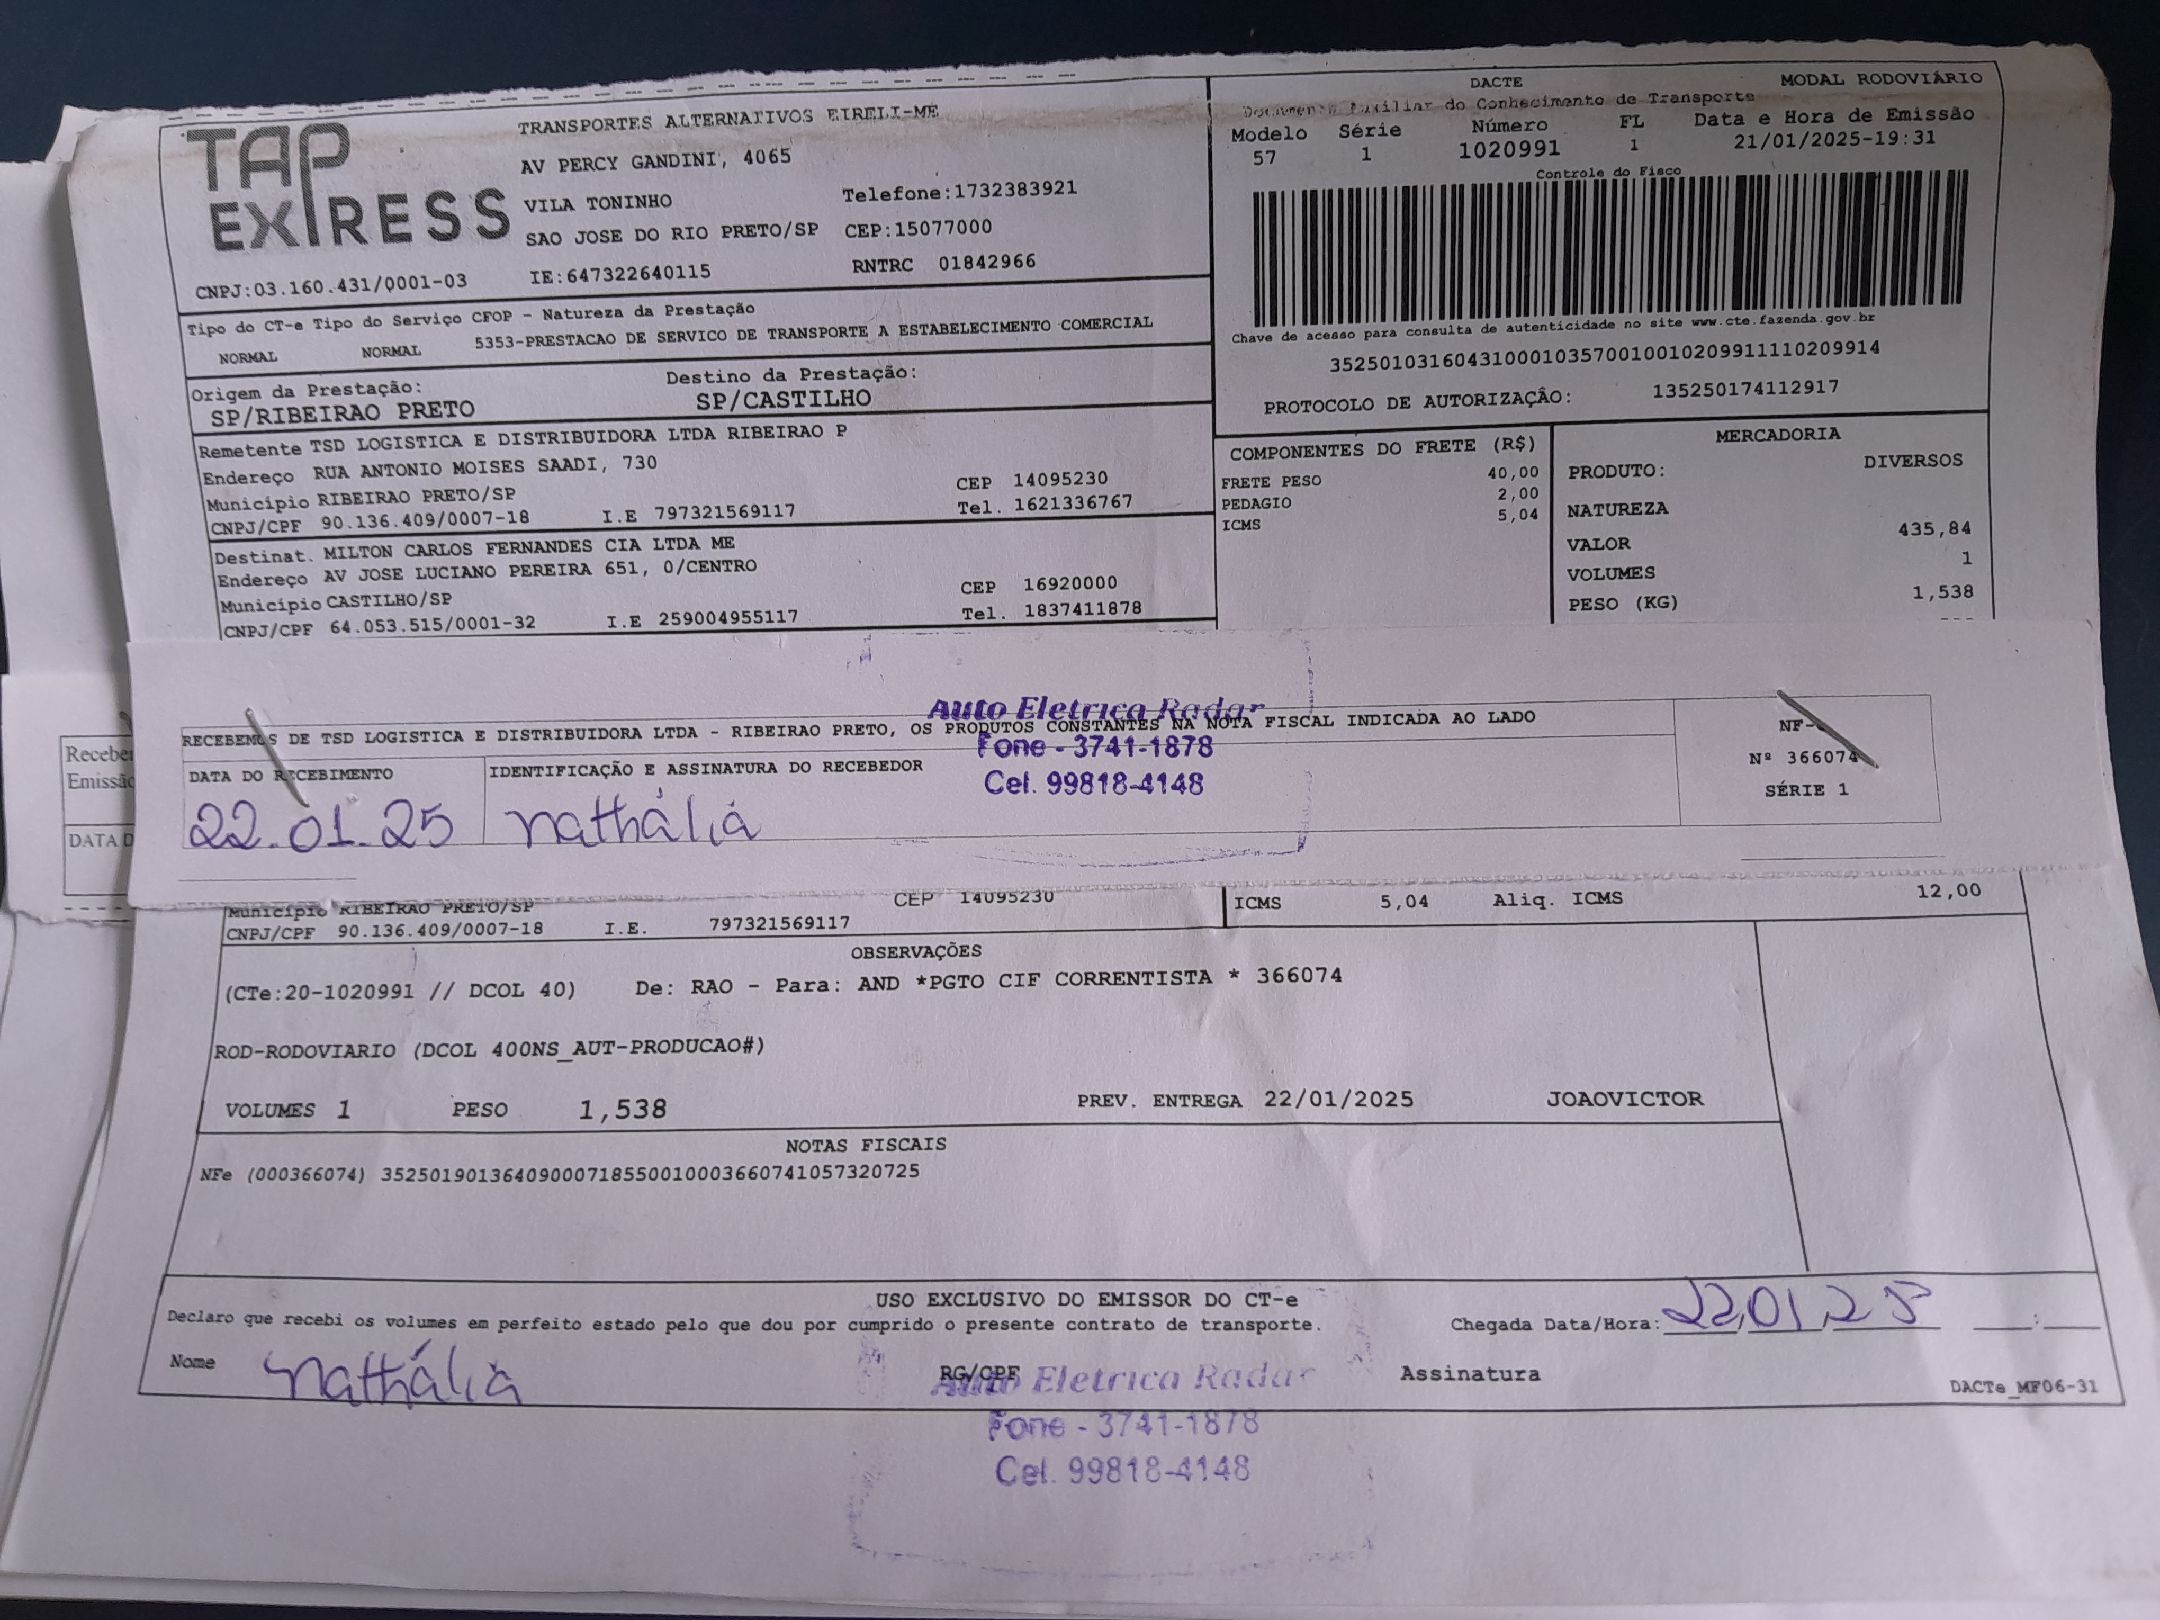 TAP
EXPRESS
TRANSPORTES ALTERNATIVOS EIRELI-ME
AV PERCY GANDINI, 4065
VILA TONINHO Telefone:1732383921
SAO JOSE DO RIO PRETO/SP CEP:15077000
CNPJ:03.160.431/0001-03 IE:647322640115 RNTRC 01842966
DACTE MODAL RODOVIÁRIO
Documento Auxiliar do Conhecimento de Transporte
Modelo Série Número FL Data e Hora de Emissão
57 1 1020991 1 21/01/2025-19:31
Controle do Fisco
Chave de acesso para consulta de autenticidade no site www.cte.fazenda.gov.br
35250103160431000103570010010209911110209914
PROTOCOLO DE AUTORIZAÇÃO: 135250174112917
Tipo do CT-e Tipo do Serviço CFOP - Natureza da Prestação
NORMAL NORMAL 5353-PRESTACAO DE SERVICO DE TRANSPORTE A ESTABELECIMENTO COMERCIAL
Origem da Prestação: Destino da Prestação:
SP/RIBEIRAO PRETO SP/CASTILHO
Remetente TSD LOGISTICA E DISTRIBUIDORA LTDA RIBEIRAO P
Endereço RUA ANTONIO MOISES SAADI, 730
Município RIBEIRAO PRETO/SP CEP 14095230
CNPJ/CPF 90.136.409/0007-18 I.E 797321569117 Tel. 1621336767
Destinat. MILTON CARLOS FERNANDES CIA LTDA ME
Endereço AV JOSE LUCIANO PEREIRA 651, 0/CENTRO
Município CASTILHO/SP CEP 16920000
CNPJ/CPF 64.053.515/0001-32 I.E 259004955117 Tel. 1837411878
COMPONENTES DO FRETE (R$)
FRETE PESO 40,00
PEDAGIO 2,00
ICMS 5,04
MERCADORIA
PRODUTO: DIVERSOS
NATUREZA
VALOR 435,84
VOLUMES 1
PESO (KG) 1,538
Auto Eletrica Radar
RECEBEMOS DE TSD LOGISTICA E DISTRIBUIDORA LTDA - RIBEIRAO PRETO, OS PRODUTOS CONSTANTES NA NOTA FISCAL INDICADA AO LADO
Fone - 3741-1878
Cel. 99818-4148
DATA DO RECEBIMENTO IDENTIFICAÇÃO E ASSINATURA DO RECEBEDOR
22.01.25 Nathália
NF-
Nº 366074
SÉRIE 1
Emissão
DATA D
Município RIBEIRAO PRETO/SP CEP 14095230
CNPJ/CPF 90.136.409/0007-18 I.E. 797321569117
ICMS 5,04 Aliq. ICMS 12,00
OBSERVAÇÕES
(CTe:20-1020991 // DCOL 40) De: RAO - Para: AND *PGTO CIF CORRENTISTA * 366074
ROD-RODOVIARIO (DCOL 400NS_AUT-PRODUCAO#)
VOLUMES 1 PESO 1,538 PREV. ENTREGA 22/01/2025 JOAOVICTOR
NOTAS FISCAIS
NFe (000366074) 35250190136409000718550010003660741057320725
USO EXCLUSIVO DO EMISSOR DO CT-e
Declaro que recebi os volumes em perfeito estado pelo que dou por cumprido o presente contrato de transporte. Chegada Data/Hora: 22 01 25 :
Nome Nathália RG/CPF Assinatura
DACTe_MF06-31
Auto Eletrica Radar
Fone - 3741-1878
Cel. 99818-4148